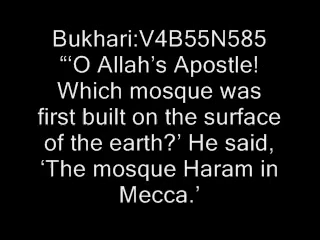 Bukhari:V4B55N585
“‘O Allah’s Apostle!
Which mosque was
first built on the surface
of the earth?’ He said,
‘The mosque Haram in
Mecca.’